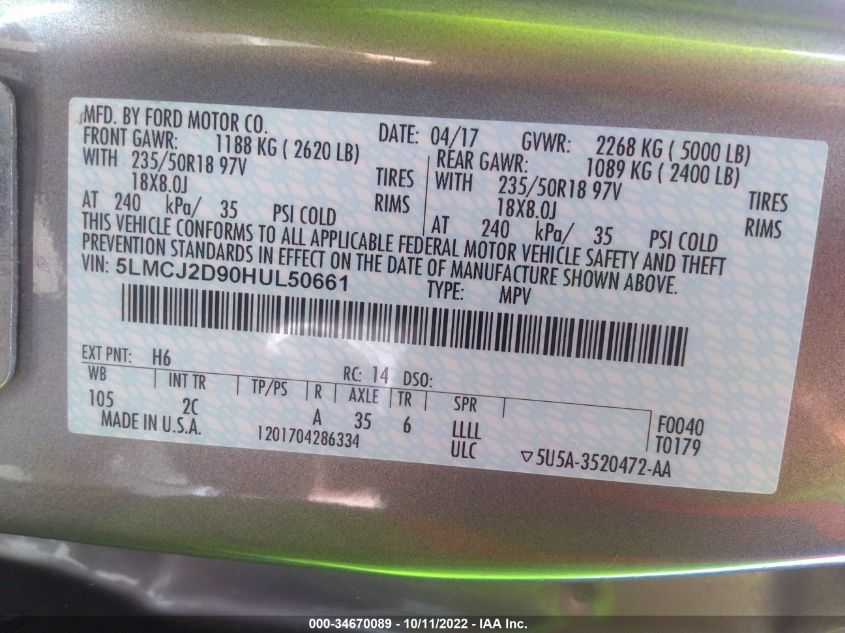 MFD. BY FORD MOTOR CO.
DATE: 04/17 GVWR: 2268 KG ( 5000 LB)
FRONT GAWR: 1188 KG ( 2620 LB) REAR GAWR: 1089 KG ( 2400 LB)
WITH 235/50R18 97V TIRES WITH 235/50R18 97V TIRES
18X8.0J RIMS 18X8.0J RIMS
AT 240 kPa/ 35 PSI COLD AT 240 kPa/ 35 PSI COLD
THIS VEHICLE CONFORMS TO ALL APPLICABLE FEDERAL MOTOR VEHICLE SAFETY AND THEFT
PREVENTION STANDARDS IN EFFECT ON THE DATE OF MANUFACTURE SHOWN ABOVE.
VIN: 5LMCJ2D90HUL50661 TYPE: MPV
EXT PNT: H6 RC: 14 DSO:
WB INT TR TP/PS R AXLE TR SPR
105 2C A 35 6 LLLL F0040
MADE IN U.S.A. 1201704286334 ULC ▽5U5A-3520472-AA T0179
000-34670089 - 10/11/2022 - IAA Inc.